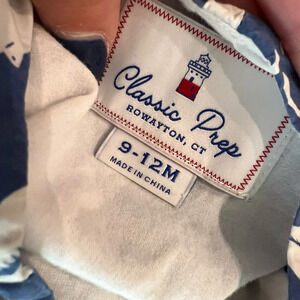 Classic Prep
ROWAYTON, CT
9-12M
MADE IN CHINA